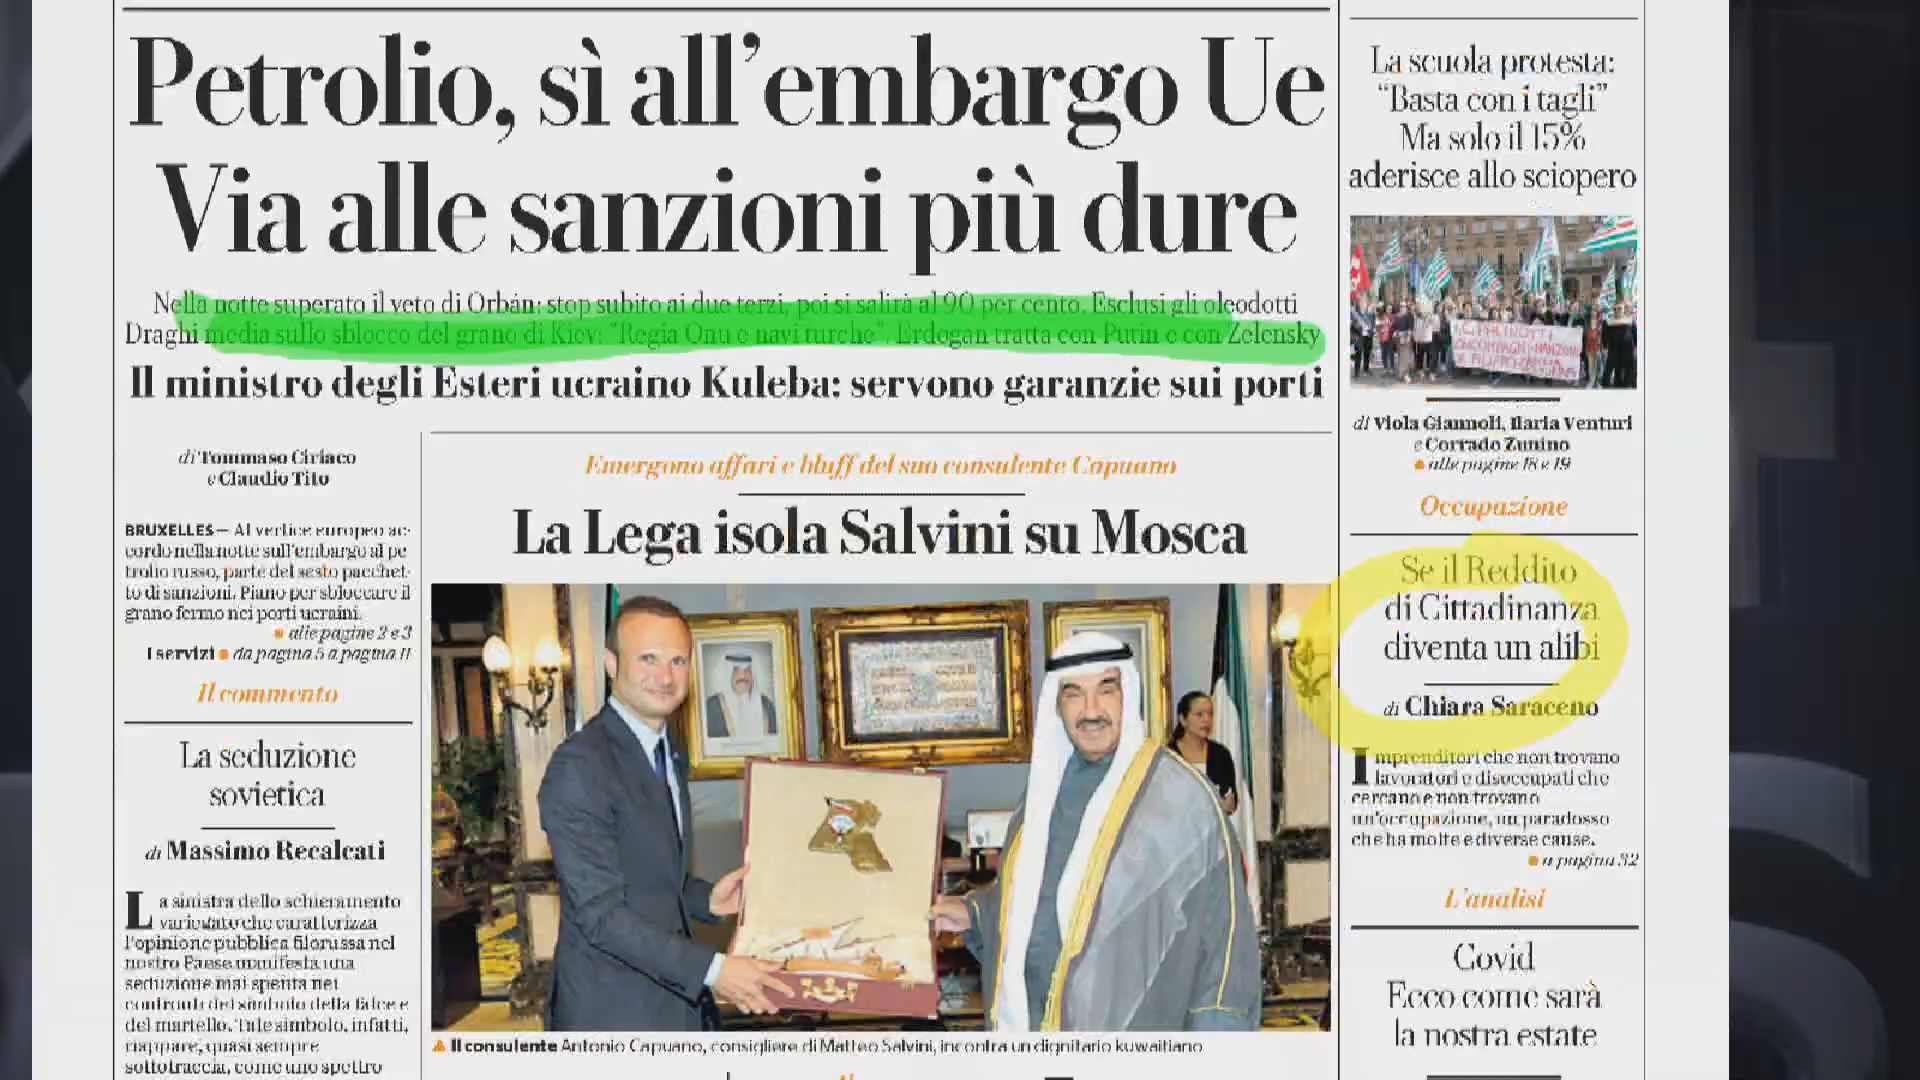 Petrolio, sì all'embargo Ue
Via alle sanzioni più dure
Nella notte superato il veto di Orbán: stop subito ai due terzi, poi si salirà al 90 per cento. Esclusi gli oleodotti
Draghi media sullo sblocco del grano di Kiev: "Regia Onu e navi turche". Erdogan tratta con Putin e con Zelensky
Il ministro degli Esteri ucraino Kuleba: servono garanzie sui porti
di Tommaso Ciriaco
e Claudio Tito
BRUXELLES — Al vertice europeo ac-
cordo nella notte sull'embargo al pe-
trolio russo, parte del sesto pacchet-
to di sanzioni. Piano per sbloccare il
grano fermo nei porti ucraini.
alle pagine 2 e 3
I servizi da pagina 5 a pagina 11
Il commento
La seduzione
sovietica
di Massimo Recalcati
La sinistra dello schieramento
variegato che caratterizza
l'opinione pubblica filorussa nel
nostro Paese manifesta una
seduzione mai spenta nei
confronti del simbolo della falce e
del martello. Tale simbolo, infatti,
riappare, quasi sempre
sottotraccia, come uno spettro
Emergono affari e bluff del suo consulente Capuano
La Lega isola Salvini su Mosca
Il consulente Antonio Capuano, consigliere di Matteo Salvini, incontra un dignitario kuwaitiano
La scuola protesta:
"Basta con i tagli"
Ma solo il 15%
aderisce allo sciopero
di Viola Giannoli, Ilaria Venturi
e Corrado Zunino
alle pagine 18 e 19
Occupazione
Se il Reddito
di Cittadinanza
diventa un alibi
di Chiara Saraceno
Imprenditori che non trovano
lavoratori e disoccupati che
cercano e non trovano
un'occupazione, un paradosso
che ha molte e diverse cause.
a pagina 32
L'analisi
Covid
Ecco come sarà
la nostra estate